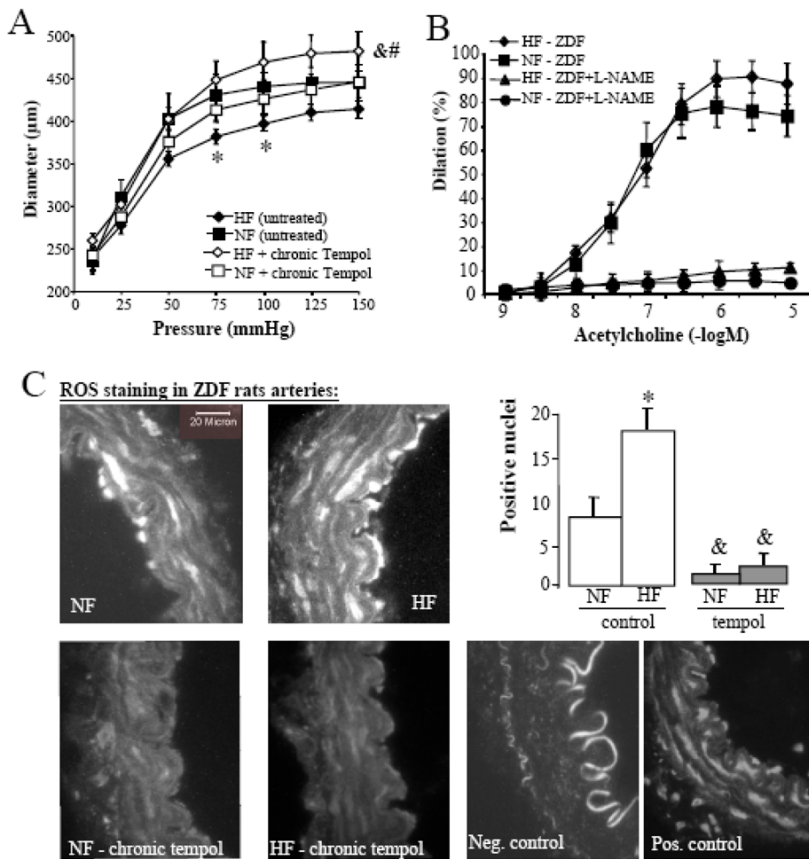 A
Diameter (µm)
500
450
400
350
300
250
200
&#
*
*
HF (untreated)
NF (untreated)
HF + chronic Tempol
NF + chronic Tempol
0
25
50
75
100
125
150
Pressure (mmHg)
B
Dilation (%)
100
90
80
70
60
50
40
30
20
10
0
HF - ZDF
NF - ZDF
HF - ZDF+L-NAME
NF - ZDF+L-NAME
9
8
7
6
5
Acetylcholine (-logM)
C
ROS staining in ZDF rats arteries:
20 Micron
NF
HF
Positive nuclei
20
15
10
5
0
*
&
&
NF
HF
NF
HF
control
tempol
NF - chronic tempol
HF - chronic tempol
Neg. control
Pos. control